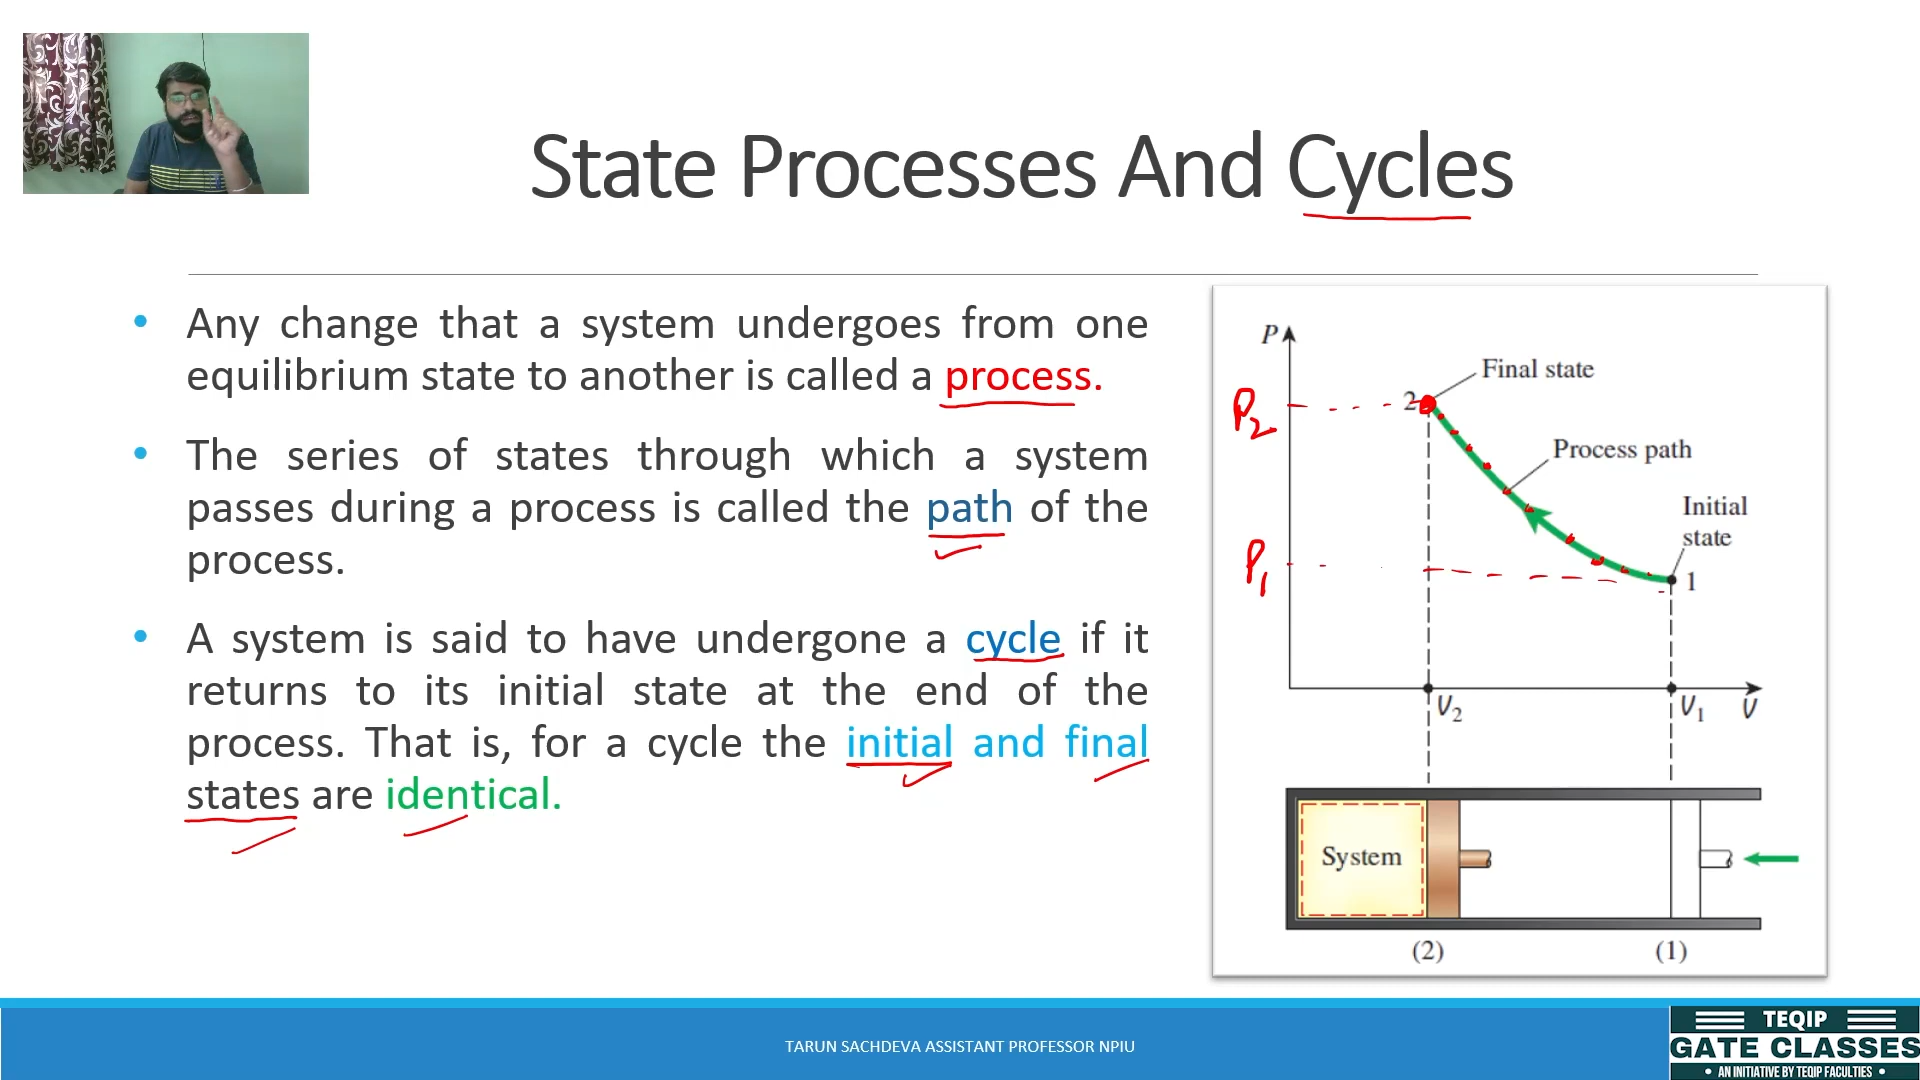 State Processes And Cycles
• Any change that a system undergoes from one
equilibrium state to another is called a process.
• The series of states through which a system
passes during a process is called the path of the
process.
• A system is said to have undergone a cycle if it
returns to its initial state at the end of the
process. That is, for a cycle the initial and final
states are identical.
P
Final state
P2
2
Process path
Initial
state
P1
1
V2
V1
V
System
(2)
(1)
TARUN SACHDEVA ASSISTANT PROFESSOR NPIU
TEQIP
GATE CLASSES
• AN INITIATIVE BY TEQIP FACULTIES •